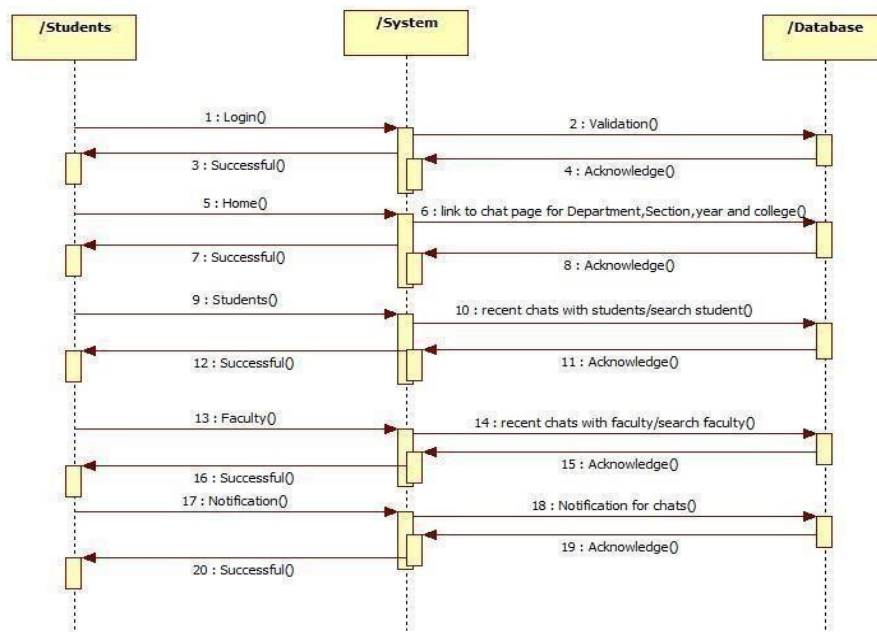 /Students
/System
/Database
1 : Login()
2 : Validation()
3 : Successful()
4 : Acknowledge()
5 : Home()
6 : link to chat page for Department,Section,year and college()
7 : Successful()
8 : Acknowledge()
9 : Students()
10 : recent chats with students/search student()
12 : Successful()
11 : Acknowledge()
13 : Faculty()
14 : recent chats with faculty/search faculty()
16 : Successful()
15 : Acknowledge()
17 : Notification()
18 : Notification for chats()
20 : Successful()
19 : Acknowledge()